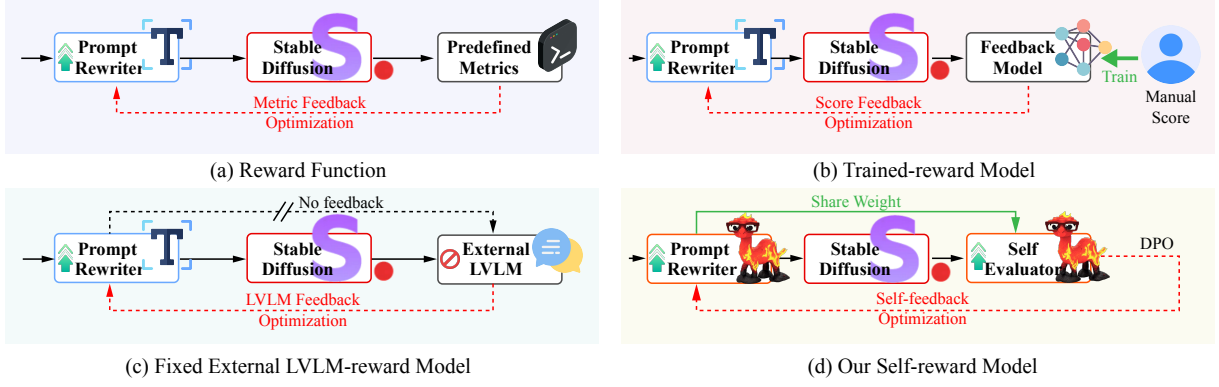 Prompt
Rewriter
T
Stable
Diffusion
S
Predefined
Metrics
Metric Feedback
Optimization
(a) Reward Function
Prompt
Rewriter
T
Stable
Diffusion
S
Feedback
Model
Train
Manual
Score
Score Feedback
Optimization
(b) Trained-reward Model
No feedback
Prompt
Rewriter
T
Stable
Diffusion
S
External
LVLM
LVLM Feedback
Optimization
(c) Fixed External LVLM-reward Model
Share Weight
Prompt
Rewriter
Stable
Diffusion
S
Self
Evaluator
DPO
Self-feedback
Optimization
(d) Our Self-reward Model